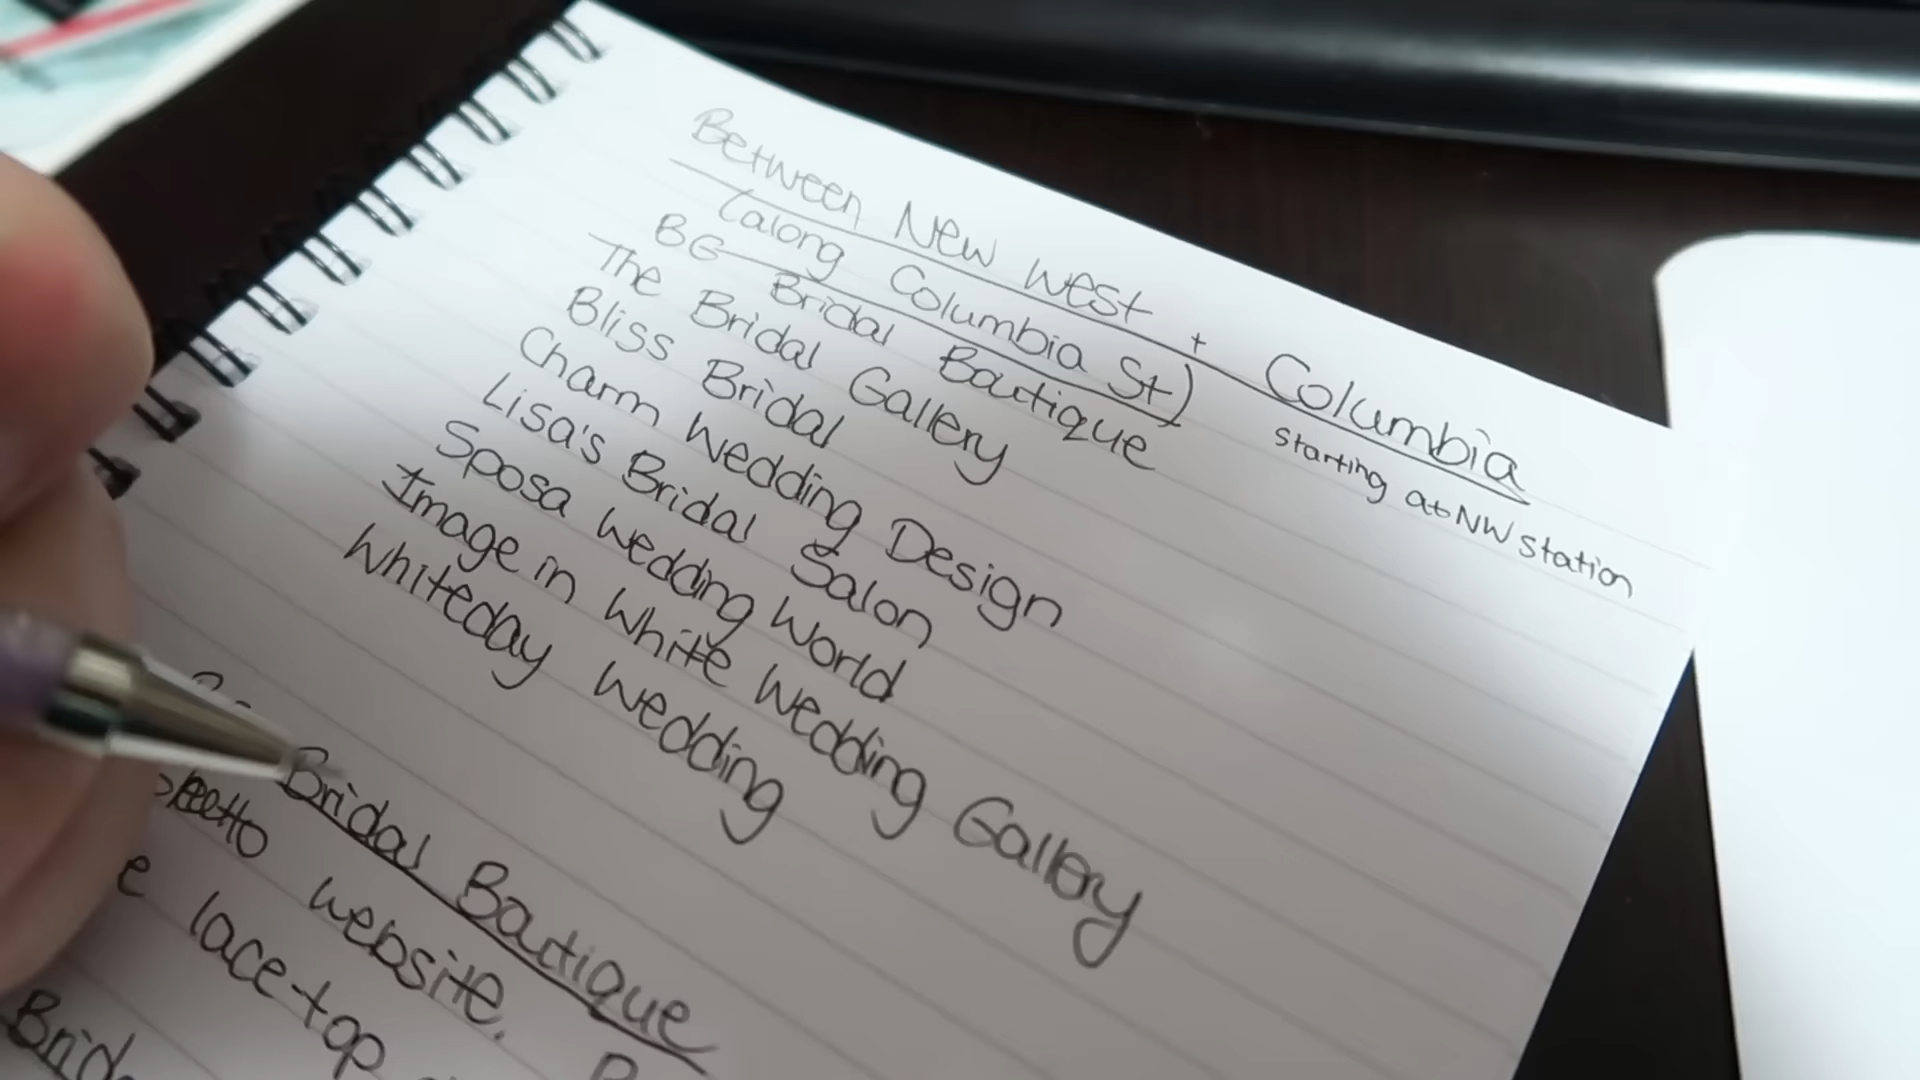 Between New West + Columbia
(along Columbia St)
starting at NW station
BG Bridal Boutique
The Bridal Gallery
Bliss Bridal
Charm Wedding Design
Lisa's Bridal Salon
Sposa Wedding World
Image in White Wedding Gallery
Whiteday Wedding
Bridal Boutique
website.
lace-top